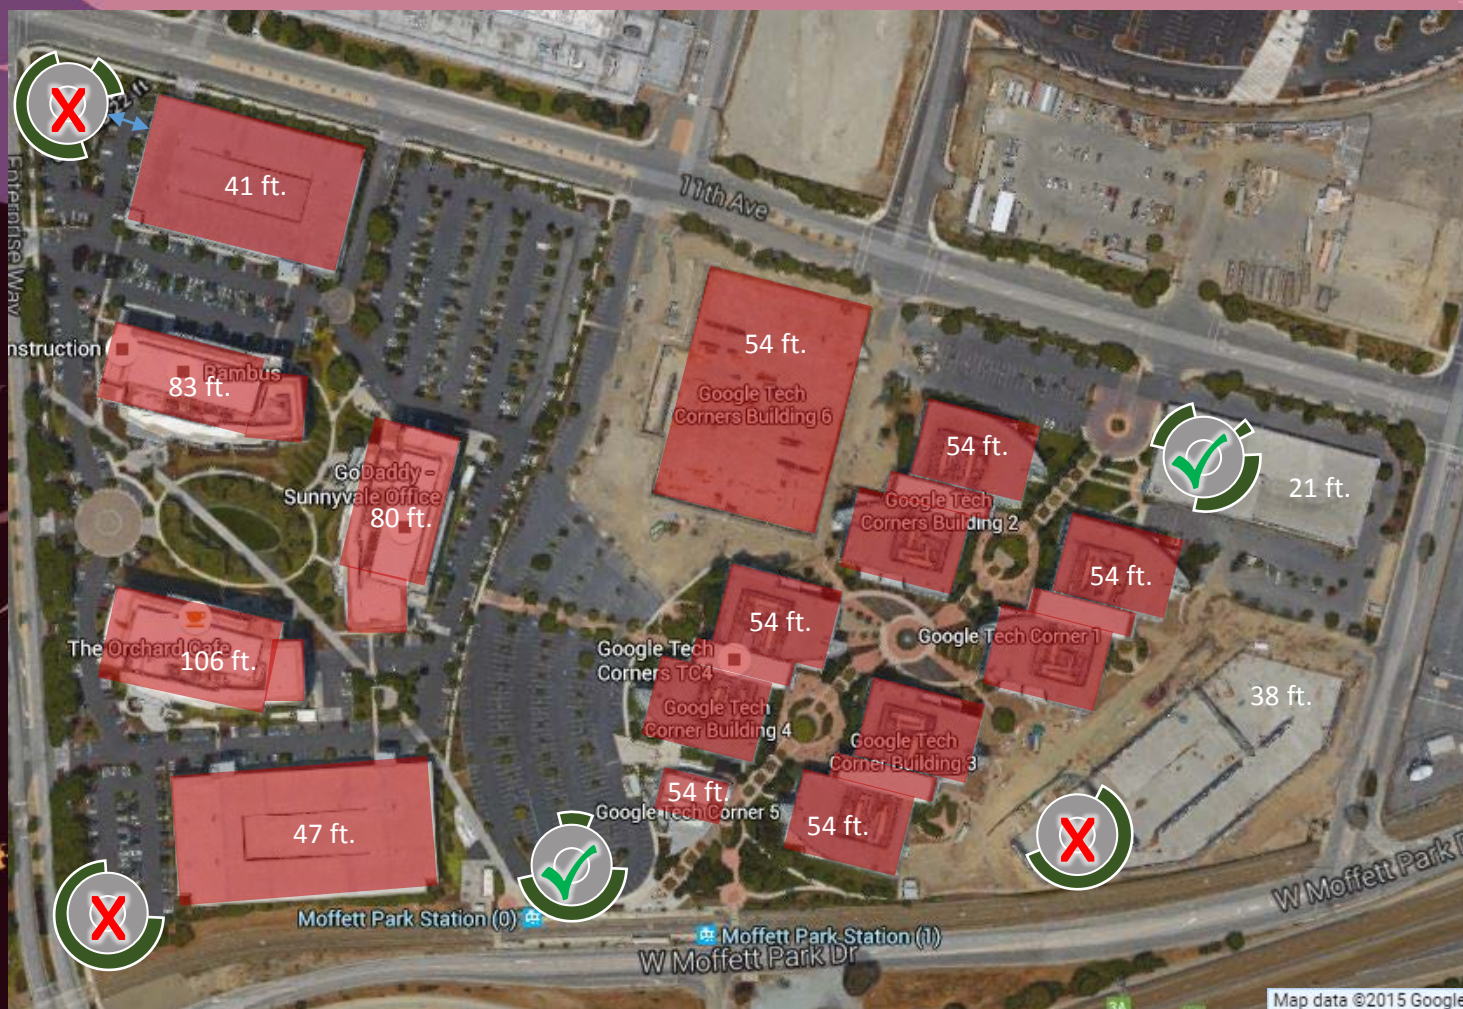 41 ft.
11th Ave
Enterprise Way
nstruction
Rambus
83 ft.
54 ft.
Google Tech
Corners Building 6
GoDaddy -
Sunnyvale Office
80 ft.
54 ft.
Google Tech
Corners Building 2
21 ft.
54 ft.
The Orchard Cafe
106 ft.
54 ft.
Google Tech
Corners TC4
Google Tech Corner 1
Google Tech
Corner Building 4
Google Tech
Corner Building 3
38 ft.
54 ft.
Google Tech Corner 5
54 ft.
47 ft.
Moffett Park Station (0)
Moffett Park Station (1)
W Moffett Park Dr
W Moffett Park D
3A
Map data ©2015 Google